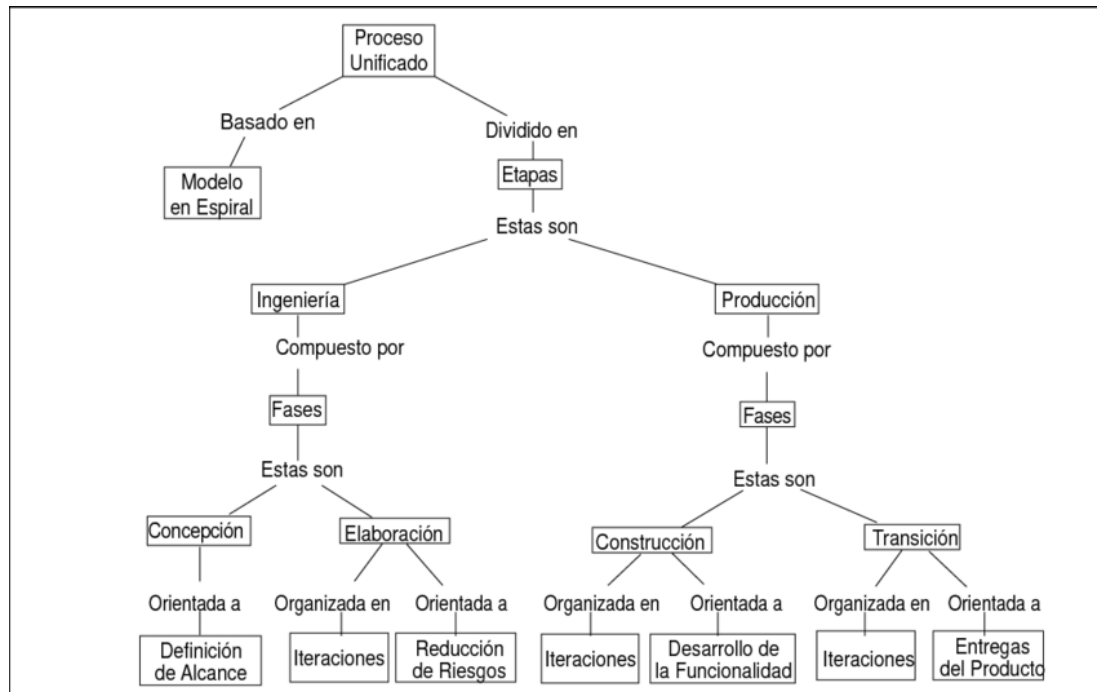 Proceso
Unificado
Basado en
Dividido en
Modelo
en Espiral
Etapas
Estas son
Ingeniería
Producción
Compuesto por
Compuesto por
Fases
Fases
Estas son
Estas son
Concepción
Elaboración
Construcción
Transición
Orientada a
Organizada en
Orientada a
Organizada en
Orientada a
Organizada en
Orientada a
Definición
de Alcance
Iteraciones
Reducción
de Riesgos
Iteraciones
Desarrollo de
la Funcionalidad
Iteraciones
Entregas
del Producto